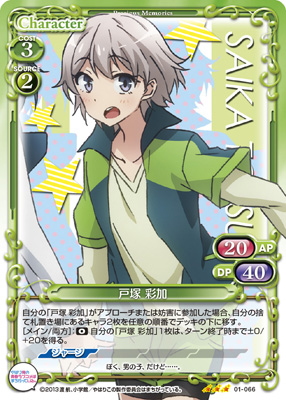 Precious Memories
Character
COST
3
SOURCE
2
SAIKA TOTSU
20 AP
DP 40
戸塚 彩加
自分の「戸塚 彩加」がアプローチまたは妨害に参加した場合、自分の捨て札置き場にあるキャラ2枚を任意の順番でデッキの下に移す。
[メイン/両方]:0 自分の「戸塚 彩加」1枚は、ターン終了時まで±0/+20を得る。
ジャージ
ぼく、男の子、だけど……。
©2013 渡 航、小学館/やはりこの製作委員会はまちがっている。
01-066